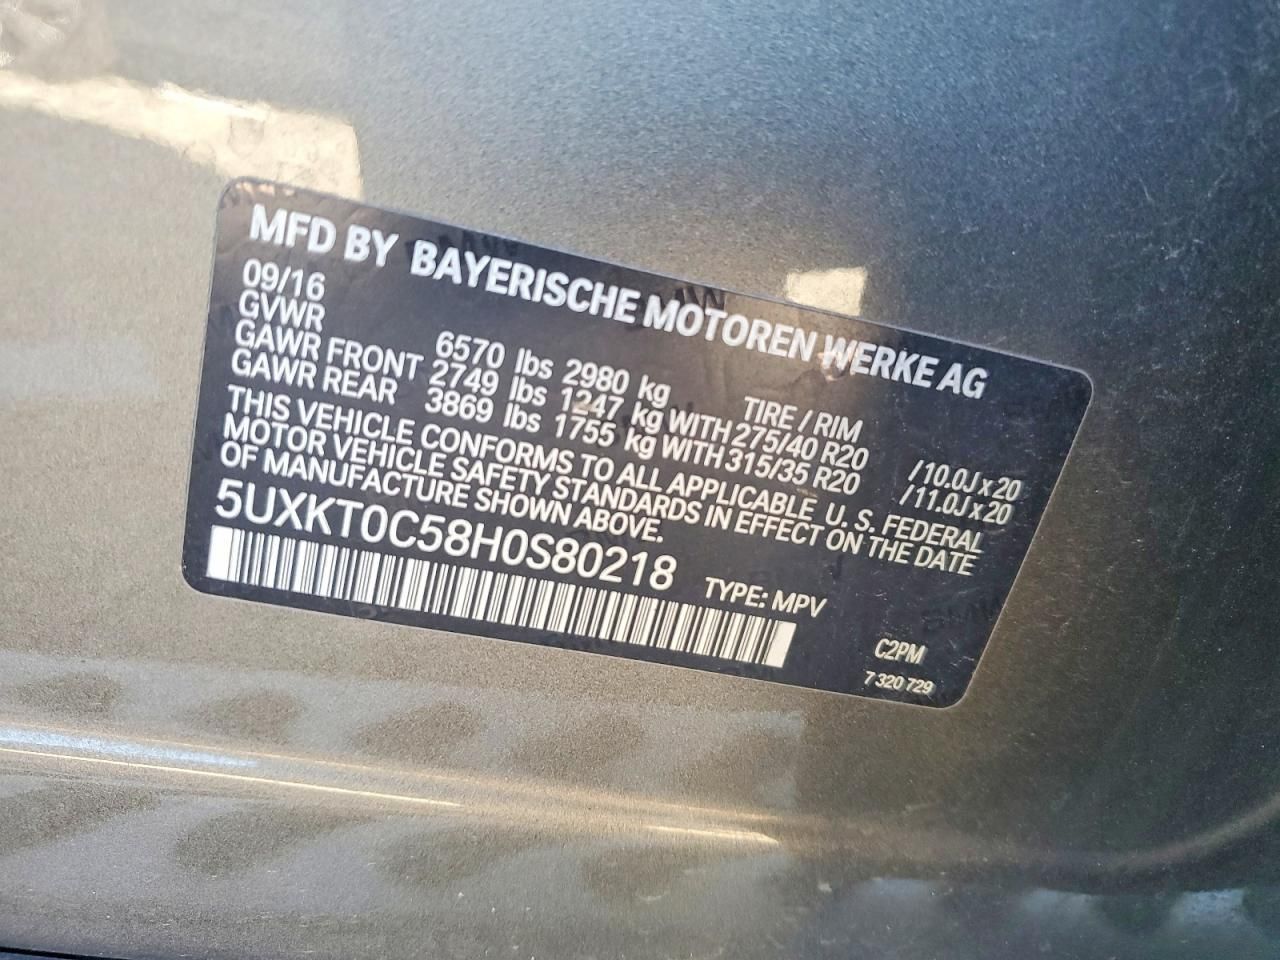 MFD BY BAYERISCHE MOTOREN WERKE AG
09/16
GVWR 6570 lbs 2980 kg TIRE / RIM
GAWR FRONT 2749 lbs 1247 kg WITH 275/40 R20 /10.0J x 20
GAWR REAR 3869 lbs 1755 kg WITH 315/35 R20 /11.0J x 20
THIS VEHICLE CONFORMS TO ALL APPLICABLE U. S. FEDERAL
MOTOR VEHICLE SAFETY STANDARDS IN EFFECT ON THE DATE
OF MANUFACTURE SHOWN ABOVE.
5UXKT0C58H0S80218 TYPE: MPV
C2PM
7 320 729